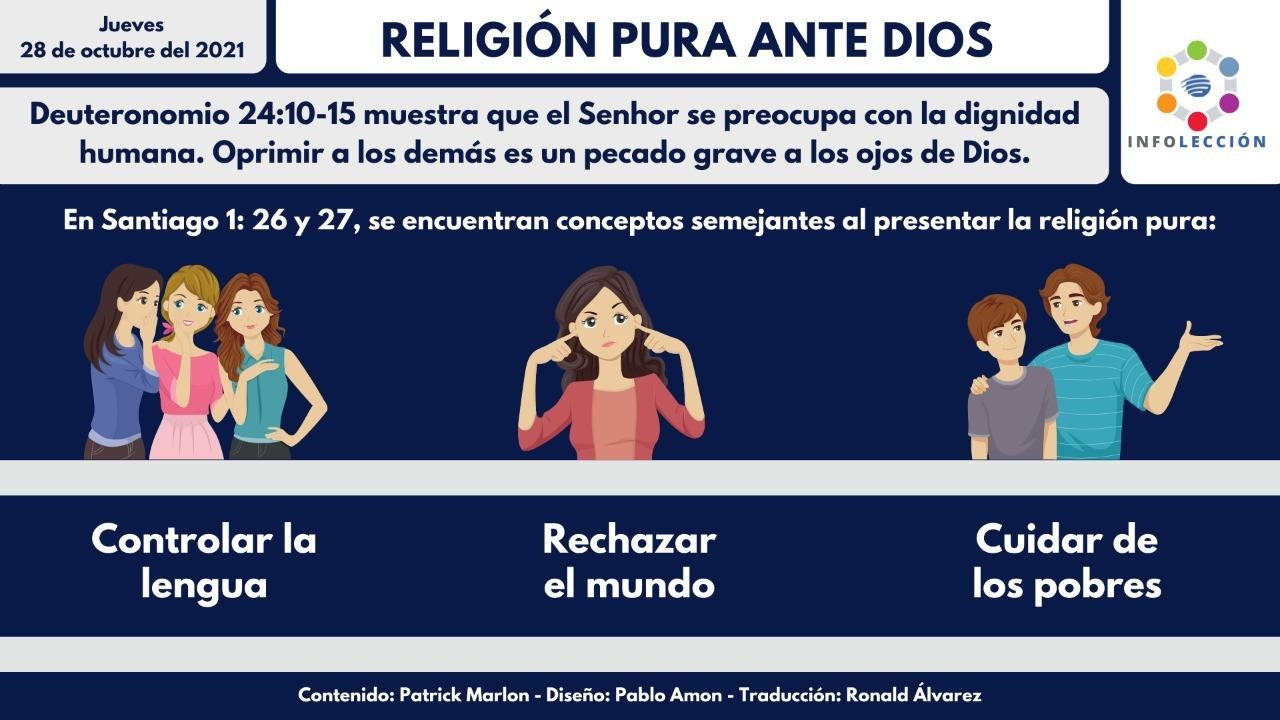 Jueves
28 de octubre del 2021
RELIGIÓN PURA ANTE DIOS
INFOLECCIÓN
Deuteronomio 24:10-15 muestra que el Senhor se preocupa con la dignidad
humana. Oprimir a los demás es un pecado grave a los ojos de Dios.
En Santiago 1: 26 y 27, se encuentran conceptos semejantes al presentar la religión pura:
Controlar la
lengua
Rechazar
el mundo
Cuidar de
los pobres
Contenido: Patrick Marlon - Diseño: Pablo Amon - Traducción: Ronald Álvarez